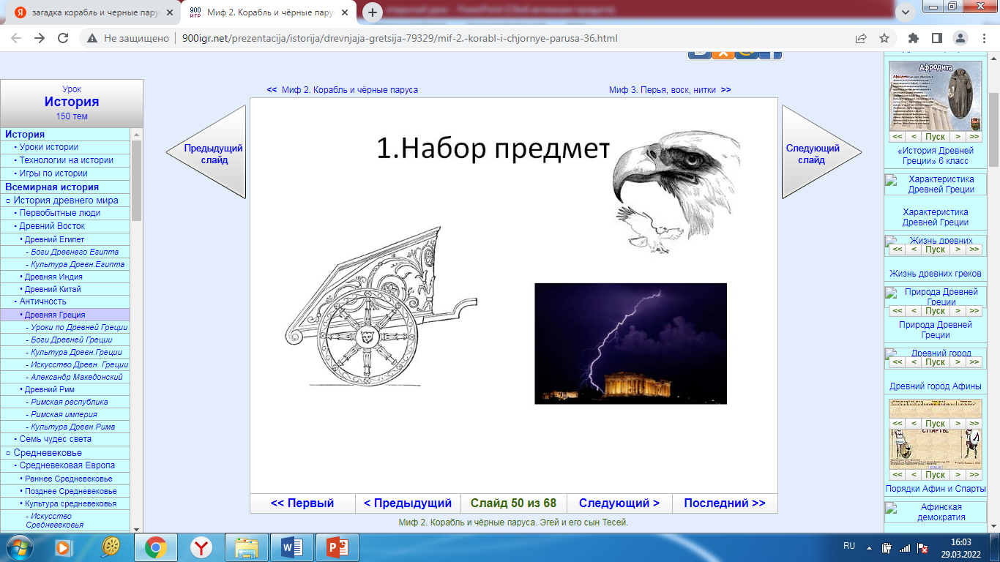 загадка корабль и черные пару
Миф 2. Корабль и чёрные пару
Не защищено
900igr.net/prezentacija/istorija/drevnjaja-gretsija-79329/mif-2.-korabl-i-chjornye-parusa-36.html
<< Миф 2. Корабль и чёрные паруса
Миф 3. Перья, воск, нитки >>
Урок
История
150 тем
История
• Уроки истории
• Технологии на истории
• Игры по истории
Всемирная история
○ История древнего мира
• Первобытные люди
• Древний Восток
• Древний Египет
- Боги Древнего Египта
- Культура Древн.Египта
• Древняя Индия
• Древний Китай
• Античность
• Древняя Греция
- Уроки по Древней Греции
- Боги Древней Греции
- Культура Древн.Греции
- Искусство Древн. Греции
- Александр Македонский
• Древний Рим
- Римская республика
- Римская империя
- Культура Древн.Рима
• Семь чудес света
○ Средневековье
• Средневековая Европа
• Раннее Средневековье
• Позднее Средневековье
• Культура средневековья
- Искусство
Средневековья
Предыдущий
слайд
1.Набор предмет
Следующий
слайд
<< Первый
< Предыдущий
Слайд 50 из 68
Следующий >
Последний >>
Миф 2. Корабль и чёрные паруса. Эгей и его сын Тесей.
Афродита
<< < Пуск > >>
«История Древней
Греции» 6 класс
Характеристика
Древней Греции
Характеристика
Древней Греции
Жизнь древних
<< < Пуск > >>
Жизнь древних греков
Природа Древней
Греции
<< < Пуск > >>
Природа Древней
Греции
Древний город
<< < Пуск > >>
Древний город Афины
<< < Пуск > >>
СПАРТЫ
<< < Пуск > >>
Порядки Афин и Спарты
Афинская
демократия
RU
16:03
29.03.2022